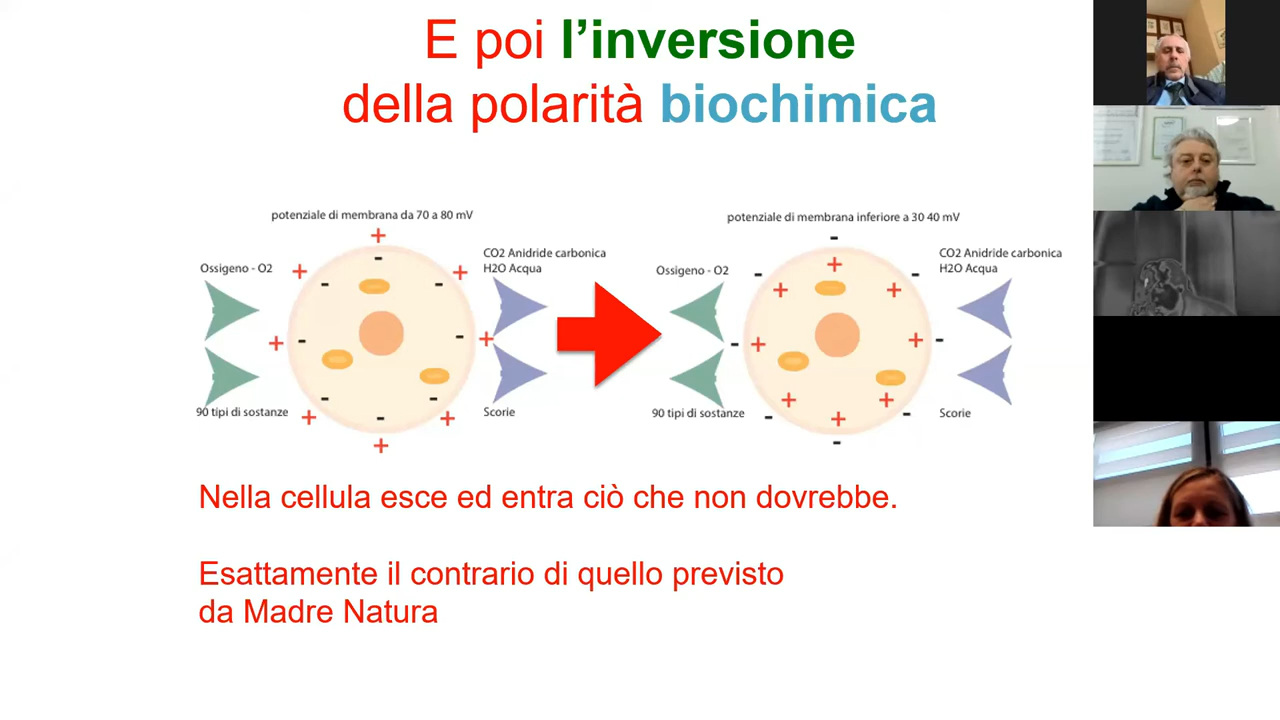 E poi l’inversione
della polarità biochimica
potenziale di membrana da 70 a 80 mV
Ossigeno - O2
CO2 Anidride carbonica
H2O Acqua
90 tipi di sostanze
Scorie
potenziale di membrana inferiore a 30 40 mV
Ossigeno - O2
CO2 Anidride carbonica
H2O Acqua
90 tipi di sostanze
Scorie
Nella cellula esce ed entra ciò che non dovrebbe.
Esattamente il contrario di quello previsto
da Madre Natura